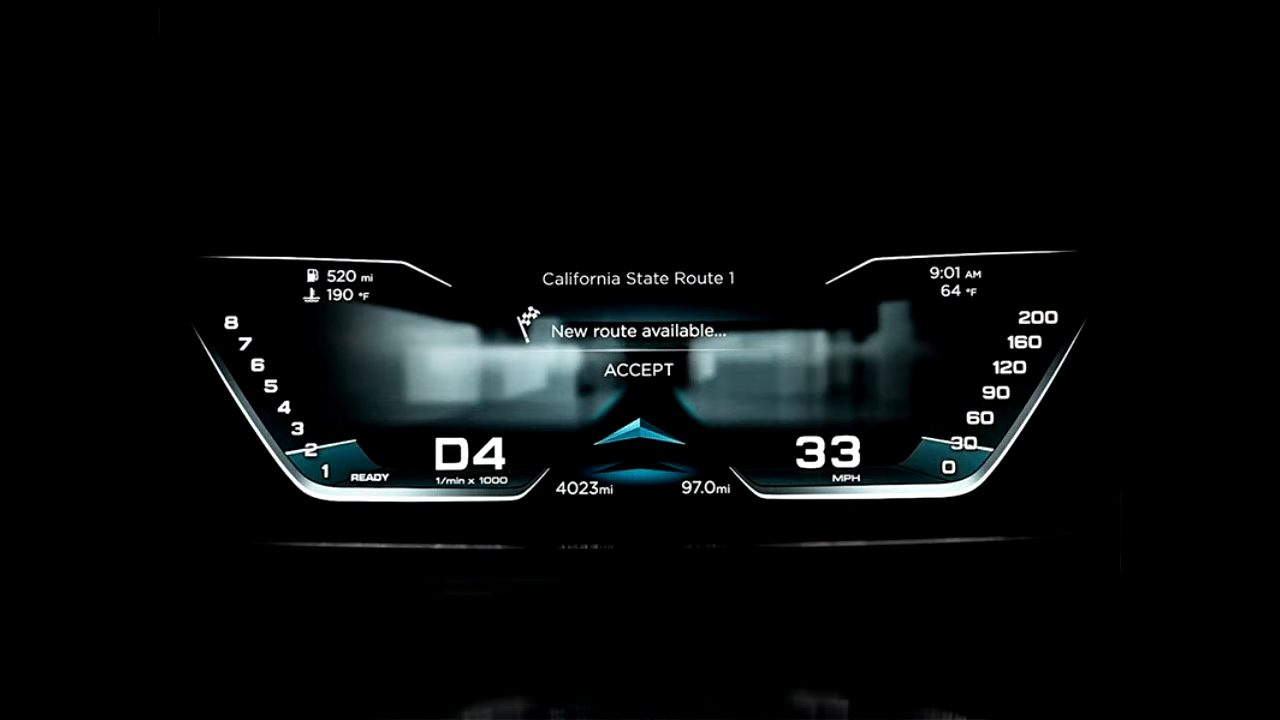 California State Route 1
520 mi
190 °F
9:01 AM
64 °F
New route available...
ACCEPT
8
7
6
5
4
3
2
1
READY
D4
1/min x 1000
4023mi
97.0mi
33
MPH
200
160
120
90
60
30
0